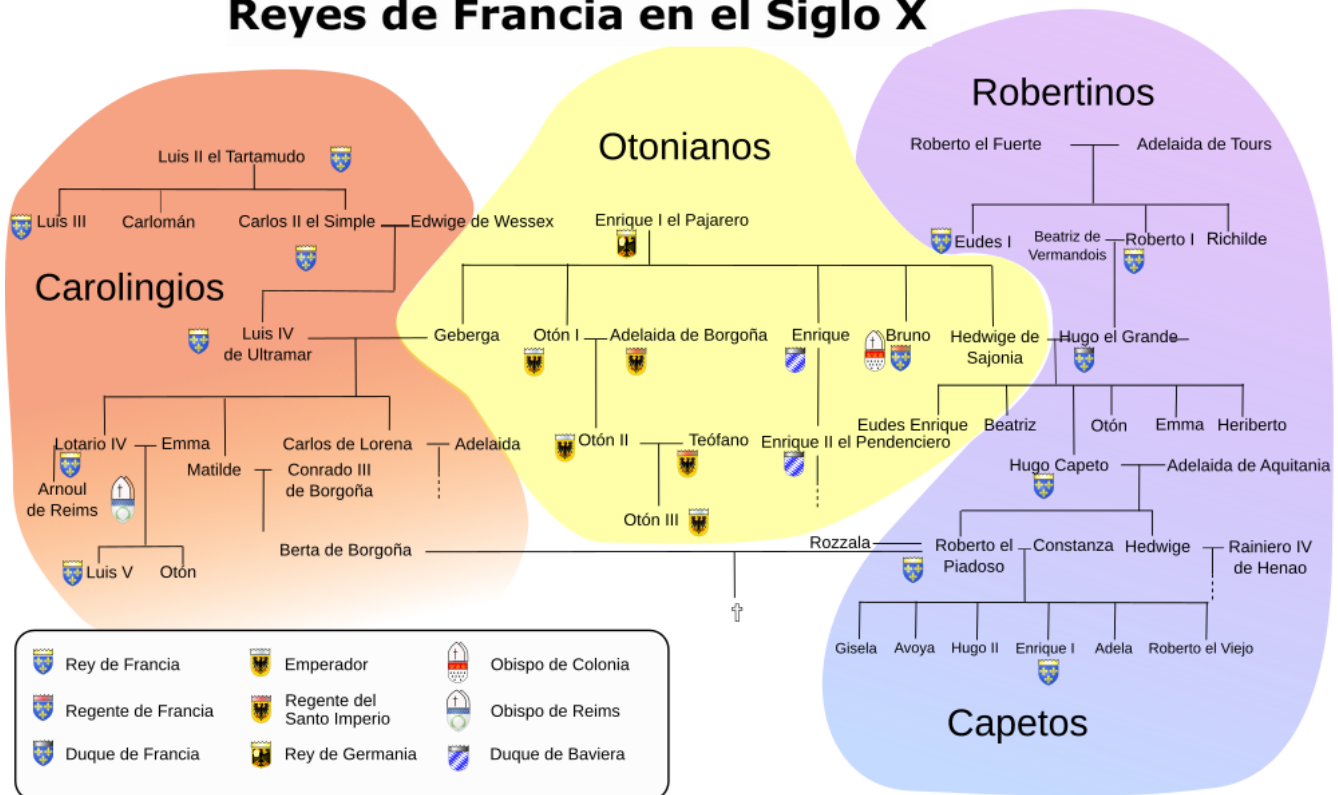 Reyes de Francia en el Siglo X
Carolingios
Luis II el Tartamudo
Luis III
Carlomán
Carlos II el Simple
Edwige de Wessex
Luis IV
de Ultramar
Lotario IV
Emma
Matilde
Carlos de Lorena
Adelaida
Conrado III
de Borgoña
Arnoul
de Reims
Berta de Borgoña
Luis V
Otón
Otonianos
Enrique I el Pajarero
Geberga
Otón I
Adelaida de Borgoña
Enrique
Bruno
Hedwige de
Sajonia
Otón II
Teófano
Enrique II el Pendenciero
Otón III
Robertinos
Roberto el Fuerte
Adelaida de Tours
Eudes I
Beatriz de
Vermandois
Roberto I
Richilde
Hugo el Grande
Eudes Enrique
Beatriz
Otón
Emma
Heriberto
Hugo Capeto
Adelaida de Aquitania
Rozzala
Roberto el
Piadoso
Constanza
Hedwige
Rainiero IV
de Henao
Gisela
Avoya
Hugo II
Enrique I
Adela
Roberto el Viejo
Capetos
Rey de Francia
Regente de Francia
Duque de Francia
Emperador
Regente del
Santo Imperio
Rey de Germania
Obispo de Colonia
Obispo de Reims
Duque de Baviera